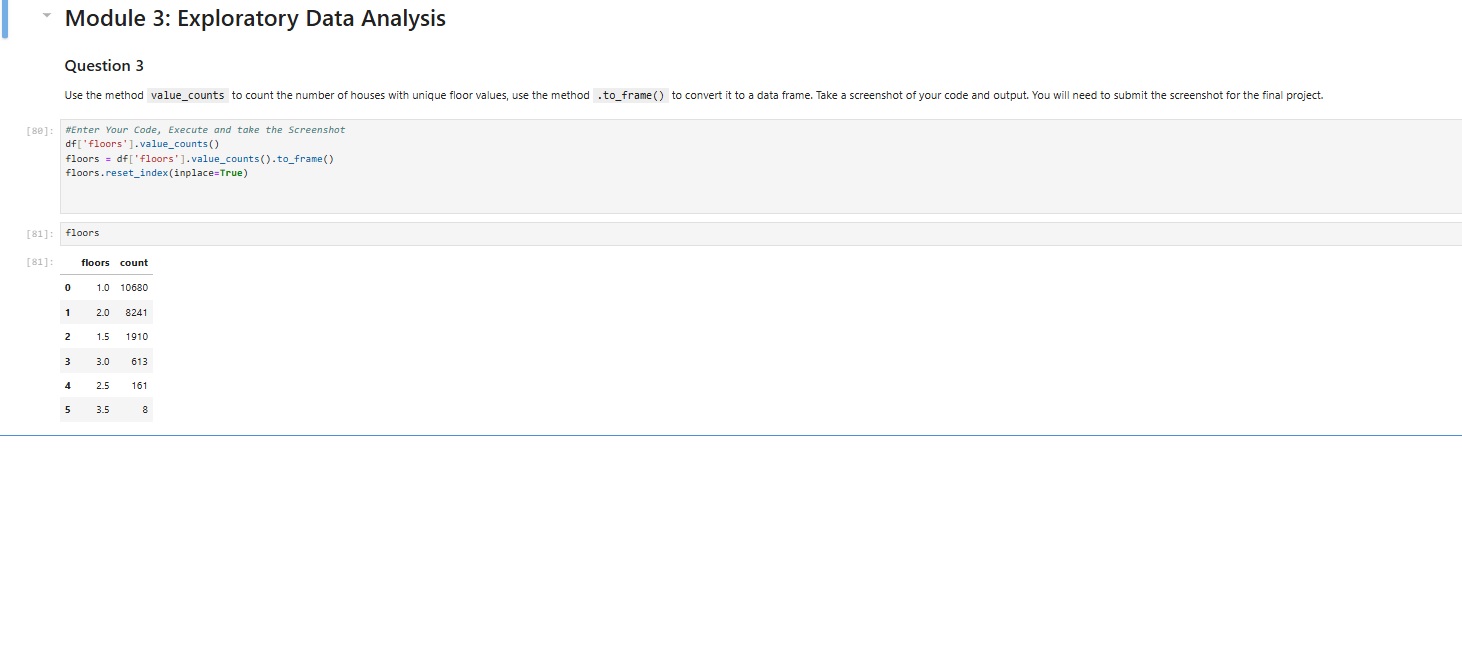 Module 3: Exploratory Data Analysis
Question 3
Use the method value_counts to count the number of houses with unique floor values, use the method .to_frame() to convert it to a data frame. Take a screenshot of your code and output. You will need to submit the screenshot for the final project.
[80]: #Enter Your Code, Execute and take the Screenshot
df['floors'].value_counts()
floors = df['floors'].value_counts().to_frame()
floors.reset_index(inplace=True)
[81]: floors
[81]: floors count
0 1.0 10680
1 2.0 8241
2 1.5 1910
3 3.0 613
4 2.5 161
5 3.5 8